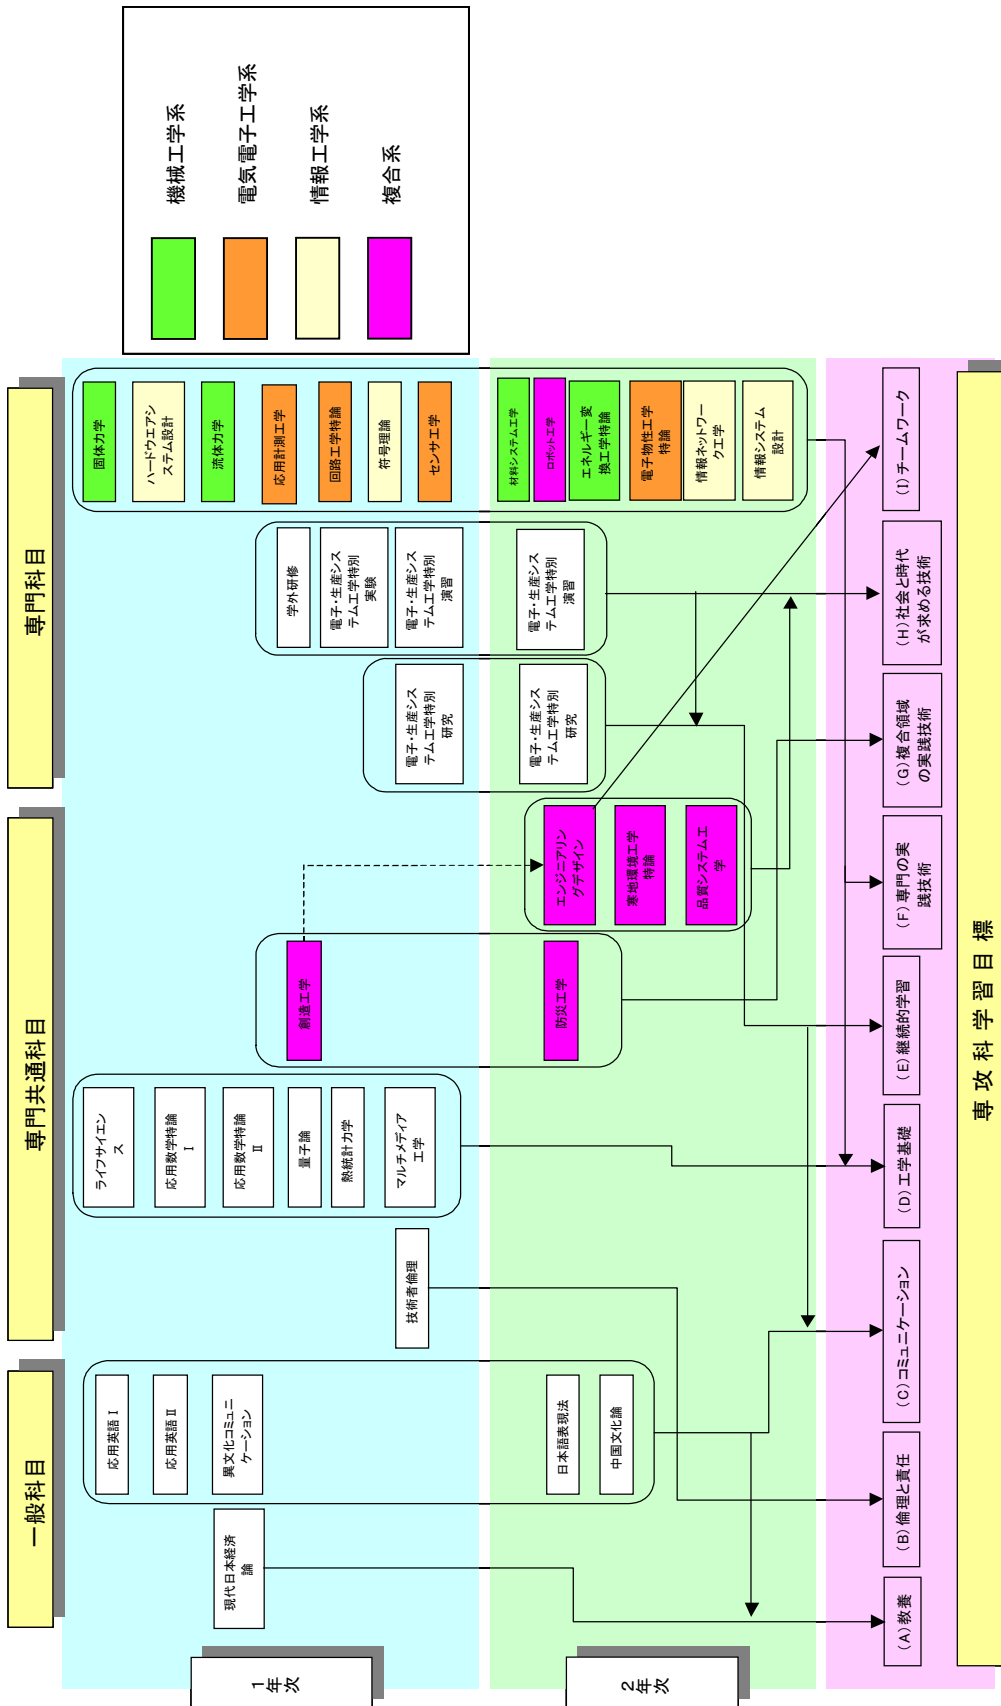 機械工学系
電気電子工学系
情報工学系
複合系
一般科目
専門共通科目
専門科目
1
年
次
現代日本経済
論
応用英語Ⅰ
応用英語Ⅱ
異文化コミュニ
ケーション
技術者倫理
ライフサイエン
ス
応用数学特論
Ⅰ
応用数学特論
Ⅱ
量子論
熱統計力学
マルチメディア
工学
創造工学
電子・生産シス
テム工学特別
研究
学外研修
電子・生産シス
テム工学特別
実験
電子・生産シス
テム工学特別
演習
固体力学
ハードウエアシ
ステム設計
流体力学
応用計測工学
回路工学特論
符号理論
センサ工学
2
年
次
日本語表現法
中国文化論
防災工学
エンジニアリン
グデザイン
寒地環境工学
特論
品質システム工
学
電子・生産シス
テム工学特別
研究
電子・生産シス
テム工学特別
演習
材料システム工学
ロボット工学
エネルギー変
換工学特論
電子物性工学
特論
情報ネットワー
ク工学
情報システム
設計
(A)教養
(B)倫理と責任
(C)コミュニケーション
(D)工学基礎
(E)継続的学習
(F)専門の実
践技術
(G)複合領域
の実践技術
(H)社会と時代
が求める技術
(I)チームワーク
専攻科学習目標